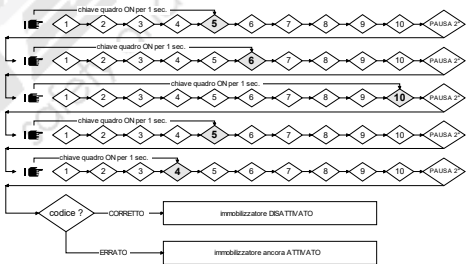 chiave quadro ON per 1 sec.
1 2 3 4 5 6 7 8 9 10 PAUSA 2"
chiave quadro ON per 1 sec.
1 2 3 4 5 6 7 8 9 10 PAUSA 2"
chiave quadro ON per 1 sec.
1 2 3 4 5 6 7 8 9 10 PAUSA 2"
chiave quadro ON per 1 sec.
1 2 3 4 5 6 7 8 9 10 PAUSA 2"
chiave quadro ON per 1 sec.
1 2 3 4 5 6 7 8 9 10 PAUSA 2"
codice ? CORRETTO immobilizzatore DISATTIVATO
ERRATO immobilizzatore ancora ATTIVATO